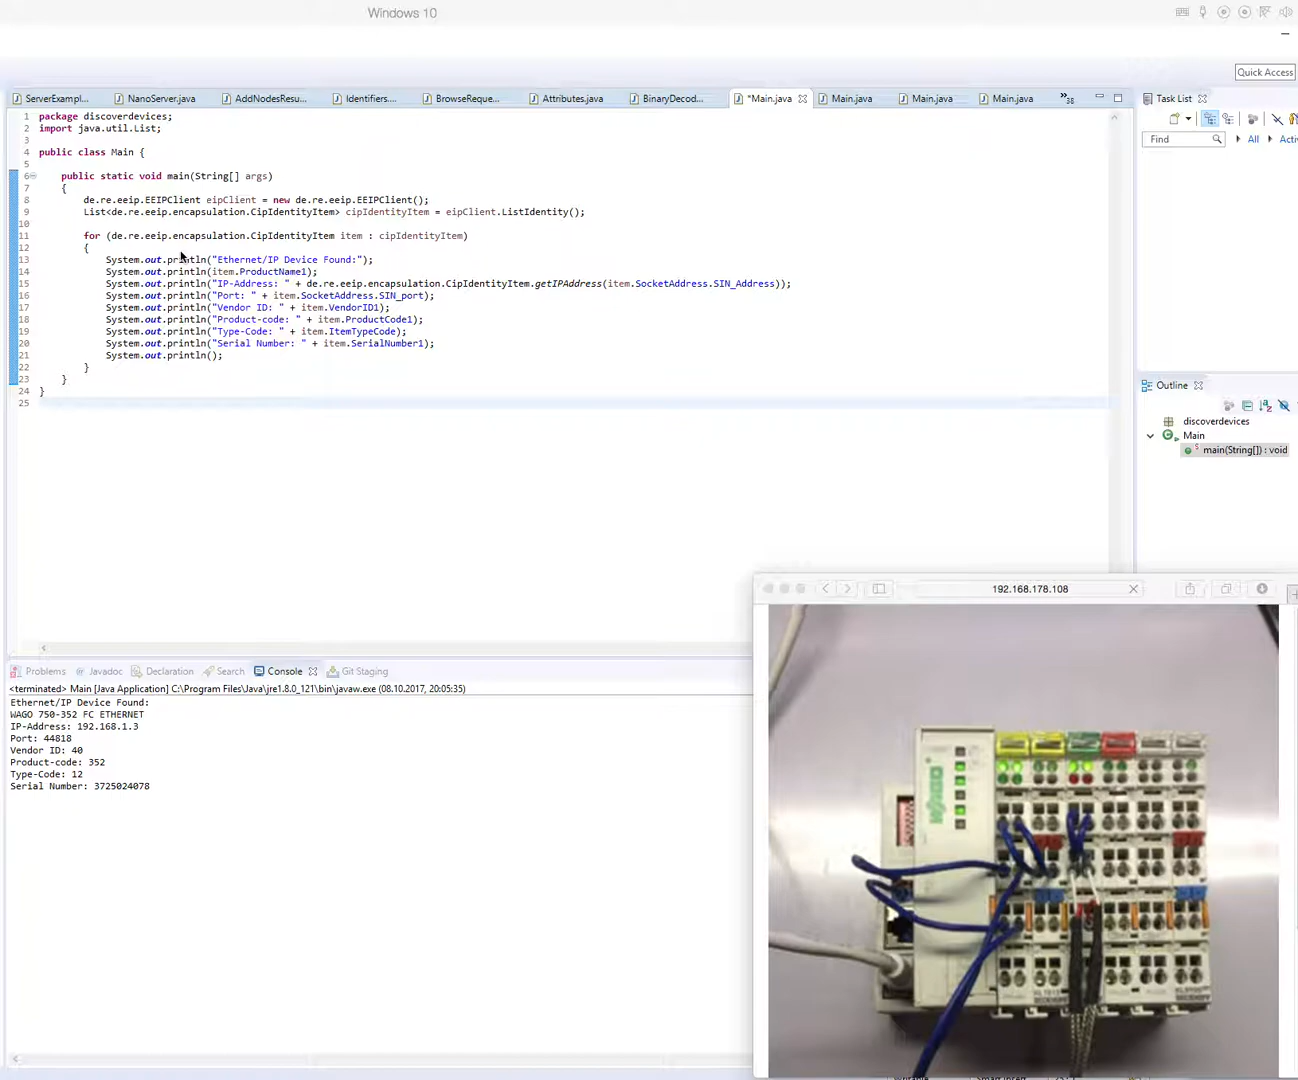 Windows 10
Quick Access
ServerExampl...
NanoServer.java
AddNodesResu...
Identifiers....
BrowseReque...
Attributes.java
BinaryDecod...
*Main.java
Main.java
Main.java
Main.java
38
Task List
1 package discoverdevices;
2 import java.util.List;
3
4 public class Main {
5
6 public static void main(String[] args)
7 {
8 de.re.eeip.EEIPClient eipClient = new de.re.eeip.EEIPClient();
9 List<de.re.eeip.encapsulation.CipIdentityItem> cipIdentityItem = eipClient.ListIdentity();
10
11 for (de.re.eeip.encapsulation.CipIdentityItem item : cipIdentityItem)
12 {
13 System.out.println("Ethernet/IP Device Found:");
14 System.out.println(item.ProductName1);
15 System.out.println("IP-Address: " + de.re.eeip.encapsulation.CipIdentityItem.getIPAddress(item.SocketAddress.SIN_Address));
16 System.out.println("Port: " + item.SocketAddress.SIN_port);
17 System.out.println("Vendor ID: " + item.VendorID1);
18 System.out.println("Product-code: " + item.ProductCode1);
19 System.out.println("Type-Code: " + item.ItemTypeCode);
20 System.out.println("Serial Number: " + item.SerialNumber1);
21 System.out.println();
22 }
23 }
24 }
25
Find
All
Activ
Outline
discoverdevices
Main
main(String[]) : void
192.168.178.108
WAGO
Problems
Javadoc
Declaration
Search
Console
Git Staging
<terminated> Main [Java Application] C:\Program Files\Java\jre1.8.0_121\bin\javaw.exe (08.10.2017, 20:05:35)
Ethernet/IP Device Found:
WAGO 750-352 FC ETHERNET
IP-Address: 192.168.1.3
Port: 44818
Vendor ID: 40
Product-code: 352
Type-Code: 12
Serial Number: 3725024078